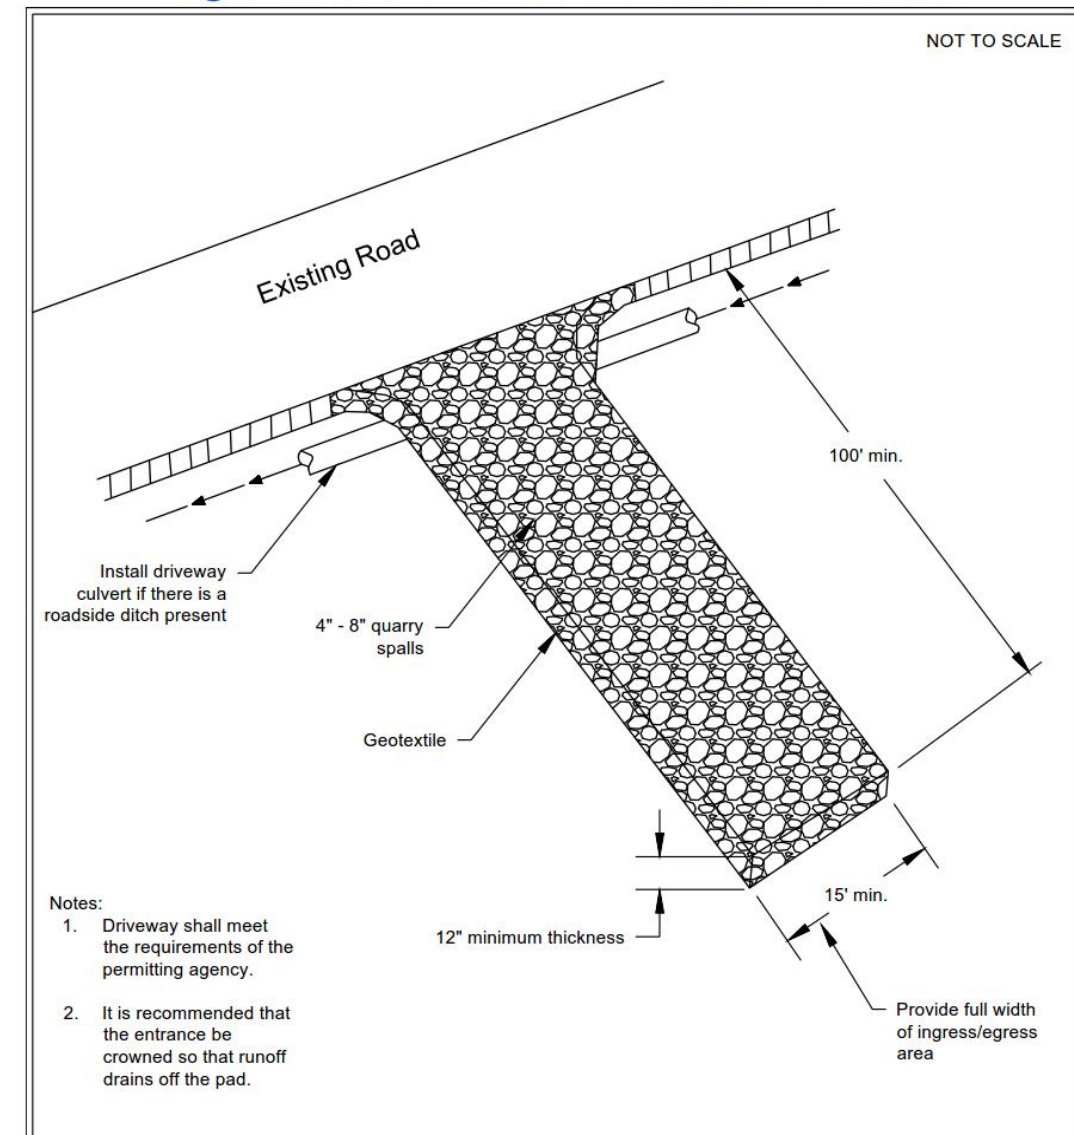 NOT TO SCALE
Existing Road
100' min.
Install driveway
culvert if there is a
roadside ditch present
4" - 8" quarry
spalls
Geotextile
15' min.
12" minimum thickness
Provide full width
of ingress/egress
area
Notes:
1. Driveway shall meet
the requirements of the
permitting agency.
2. It is recommended that
the entrance be
crowned so that runoff
drains off the pad.